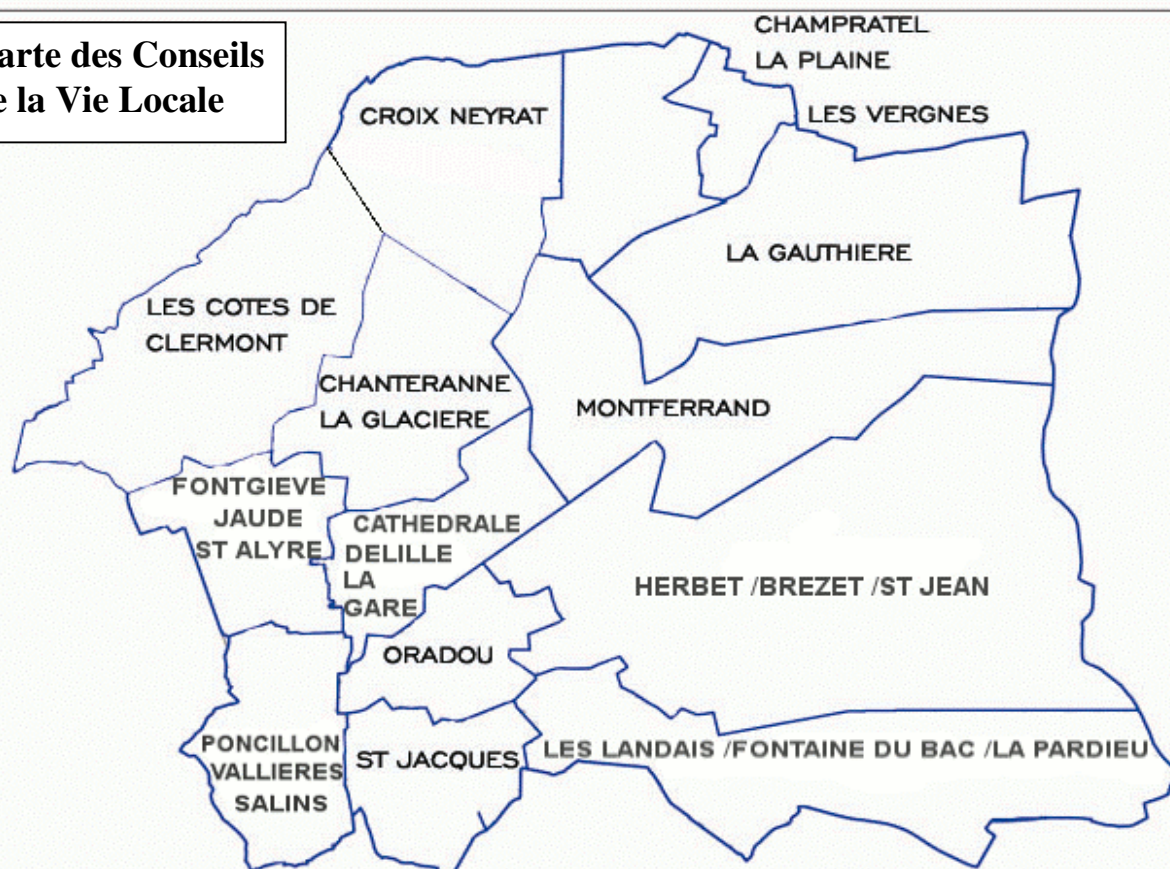 arte des Conseils
e la Vie Locale
CHAMPRATEL
LA PLAINE
CROIX NEYRAT
LES VERGNES
LA GAUTHIERE
LES COTES DE
CLERMONT
CHANTERANNE
LA GLACIERE
MONTFERRAND
FONTGIEVE
JAUDE
ST ALYRE
CATHEDRALE
DELILLE
LA
GARE
HERBET /BREZET /ST JEAN
ORADOU
PONCILLON
VALLIERES
SALINS
ST JACQUES
LES LANDAIS /FONTAINE DU BAC /LA PARDIEU